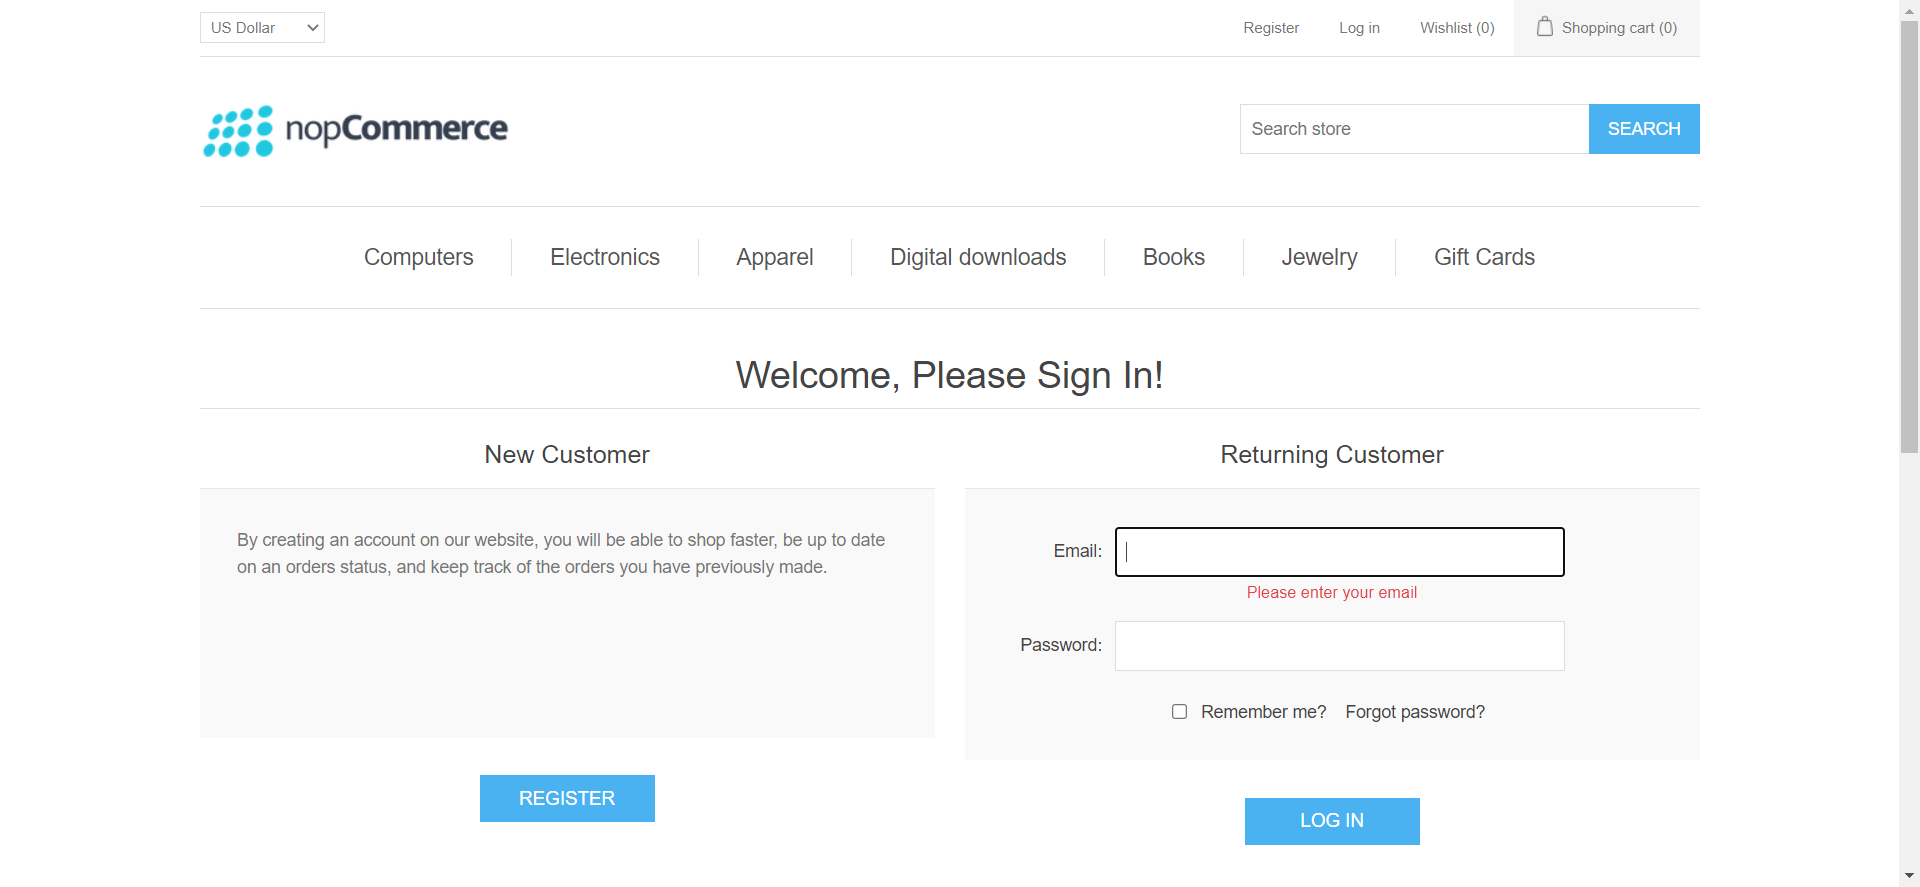 US Dollar
Register
Log in
Wishlist (0)
Shopping cart (0)
nopCommerce
Search store
SEARCH
Computers
Electronics
Apparel
Digital downloads
Books
Jewelry
Gift Cards
Welcome, Please Sign In!
New Customer
By creating an account on our website, you will be able to shop faster, be up to date
on an orders status, and keep track of the orders you have previously made.
REGISTER
Returning Customer
Email:
Please enter your email
Password:
Remember me?
Forgot password?
LOG IN